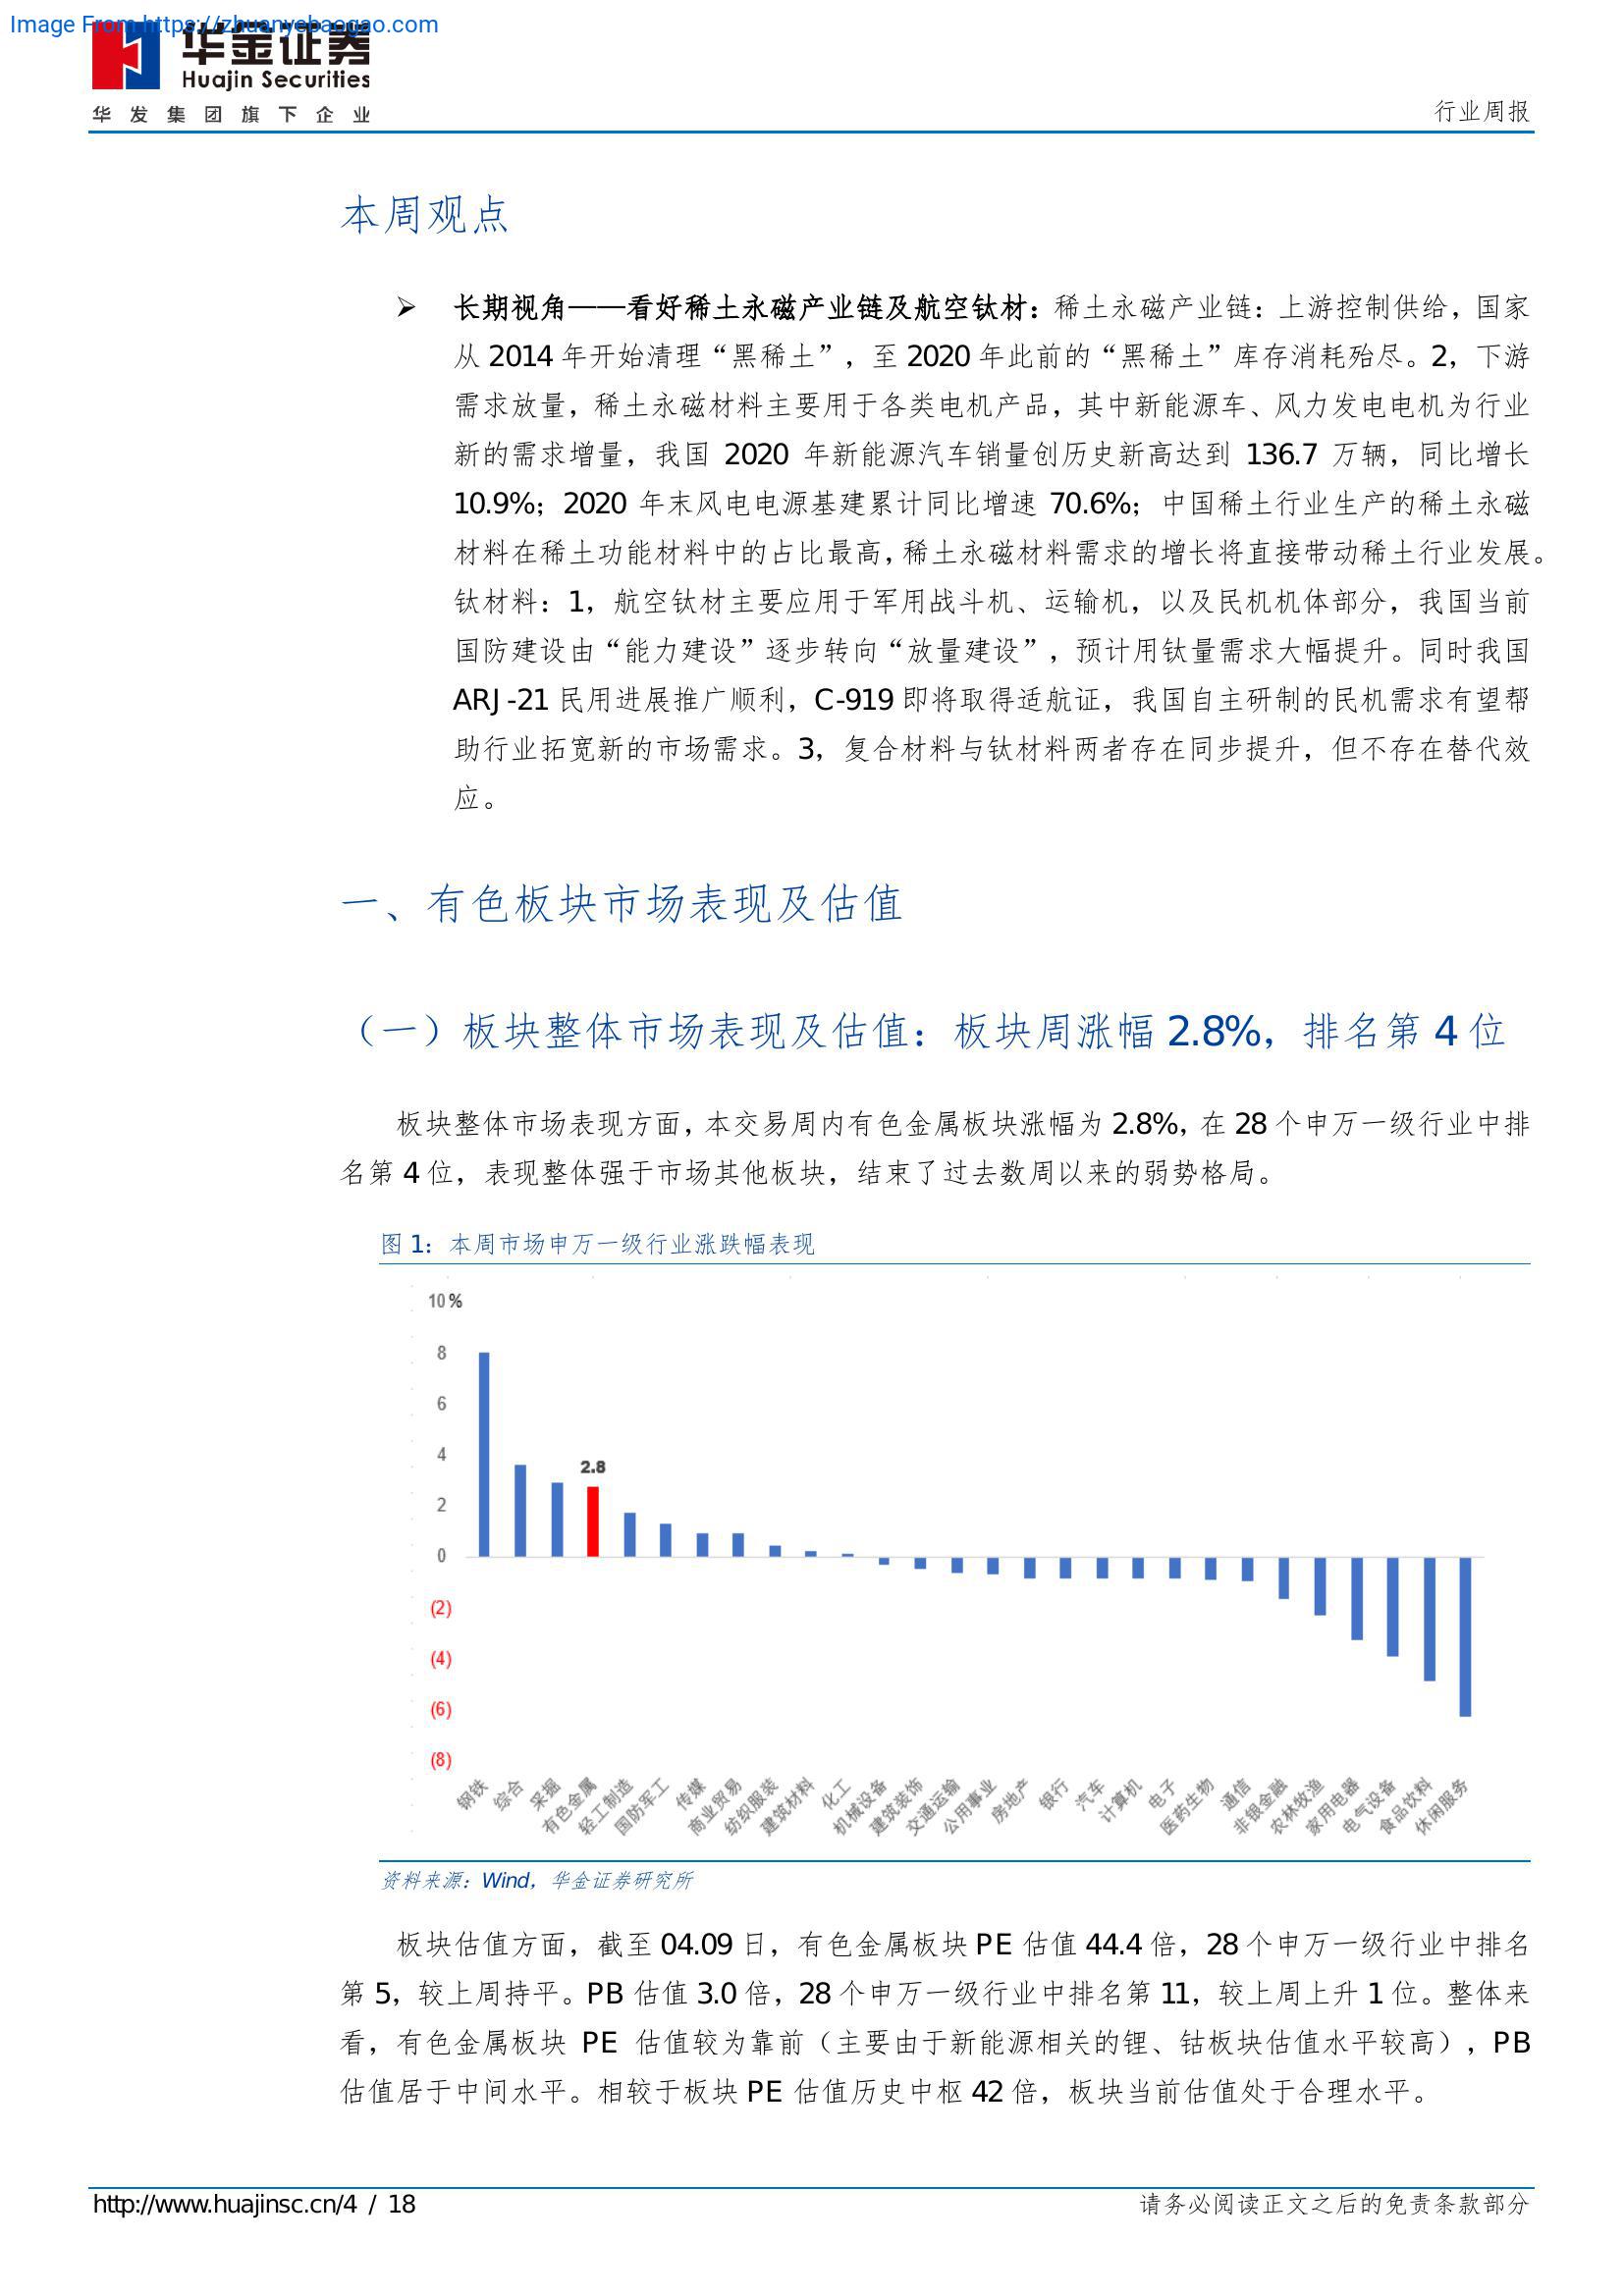 Image From https://zhuanyebaogao.com
华金证券
Huajin Securities
华发集团旗下企业
行业周报
本周观点
➢ 长期视角——看好稀土永磁产业链及航空钛材：稀土永磁产业链：上游控制供给，国家
从 2014 年开始清理“黑稀土”，至 2020 年此前的“黑稀土”库存消耗殆尽。2，下游
需求放量，稀土永磁材料主要用于各类电机产品，其中新能源车、风力发电电机为行业
新的需求增量，我国 2020 年新能源汽车销量创历史新高达到 136.7 万辆，同比增长
10.9%；2020 年末风电电源基建累计同比增速 70.6%；中国稀土行业生产的稀土永磁
材料在稀土功能材料中的占比最高，稀土永磁材料需求的增长将直接带动稀土行业发展。
钛材料：1，航空钛材主要应用于军用战斗机、运输机，以及民机机体部分，我国当前
国防建设由“能力建设”逐步转向“放量建设”，预计用钛量需求大幅提升。同时我国
ARJ-21 民用进展推广顺利，C-919 即将取得适航证，我国自主研制的民机需求有望帮
助行业拓宽新的市场需求。3，复合材料与钛材料两者存在同步提升，但不存在替代效
应。
一、有色板块市场表现及估值
（一）板块整体市场表现及估值：板块周涨幅 2.8%，排名第 4 位
板块整体市场表现方面，本交易周内有色金属板块涨幅为 2.8%，在 28 个申万一级行业中排
名第 4 位，表现整体强于市场其他板块，结束了过去数周以来的弱势格局。
图 1：本周市场申万一级行业涨跌幅表现
10 %
8
6
4
2.8
2
0
(2)
(4)
(6)
(8)
钢铁
综合
采掘
有色金属
轻工制造
国防军工
传媒
商业贸易
纺织服装
建筑材料
化工
机械设备
建筑装饰
交通运输
公用事业
房地产
银行
汽车
计算机
电子
医药生物
通信
非银金融
农林牧渔
家用电器
电气设备
食品饮料
休闲服务
资料来源：Wind，华金证券研究所
板块估值方面，截至 04.09 日，有色金属板块 PE 估值 44.4 倍，28 个申万一级行业中排名
第 5，较上周持平。PB 估值 3.0 倍，28 个申万一级行业中排名第 11，较上周上升 1 位。整体来
看，有色金属板块 PE 估值较为靠前（主要由于新能源相关的锂、钴板块估值水平较高），PB
估值居于中间水平。相较于板块 PE 估值历史中枢 42 倍，板块当前估值处于合理水平。
http://www.huajinsc.cn/4 / 18
请务必阅读正文之后的免责条款部分